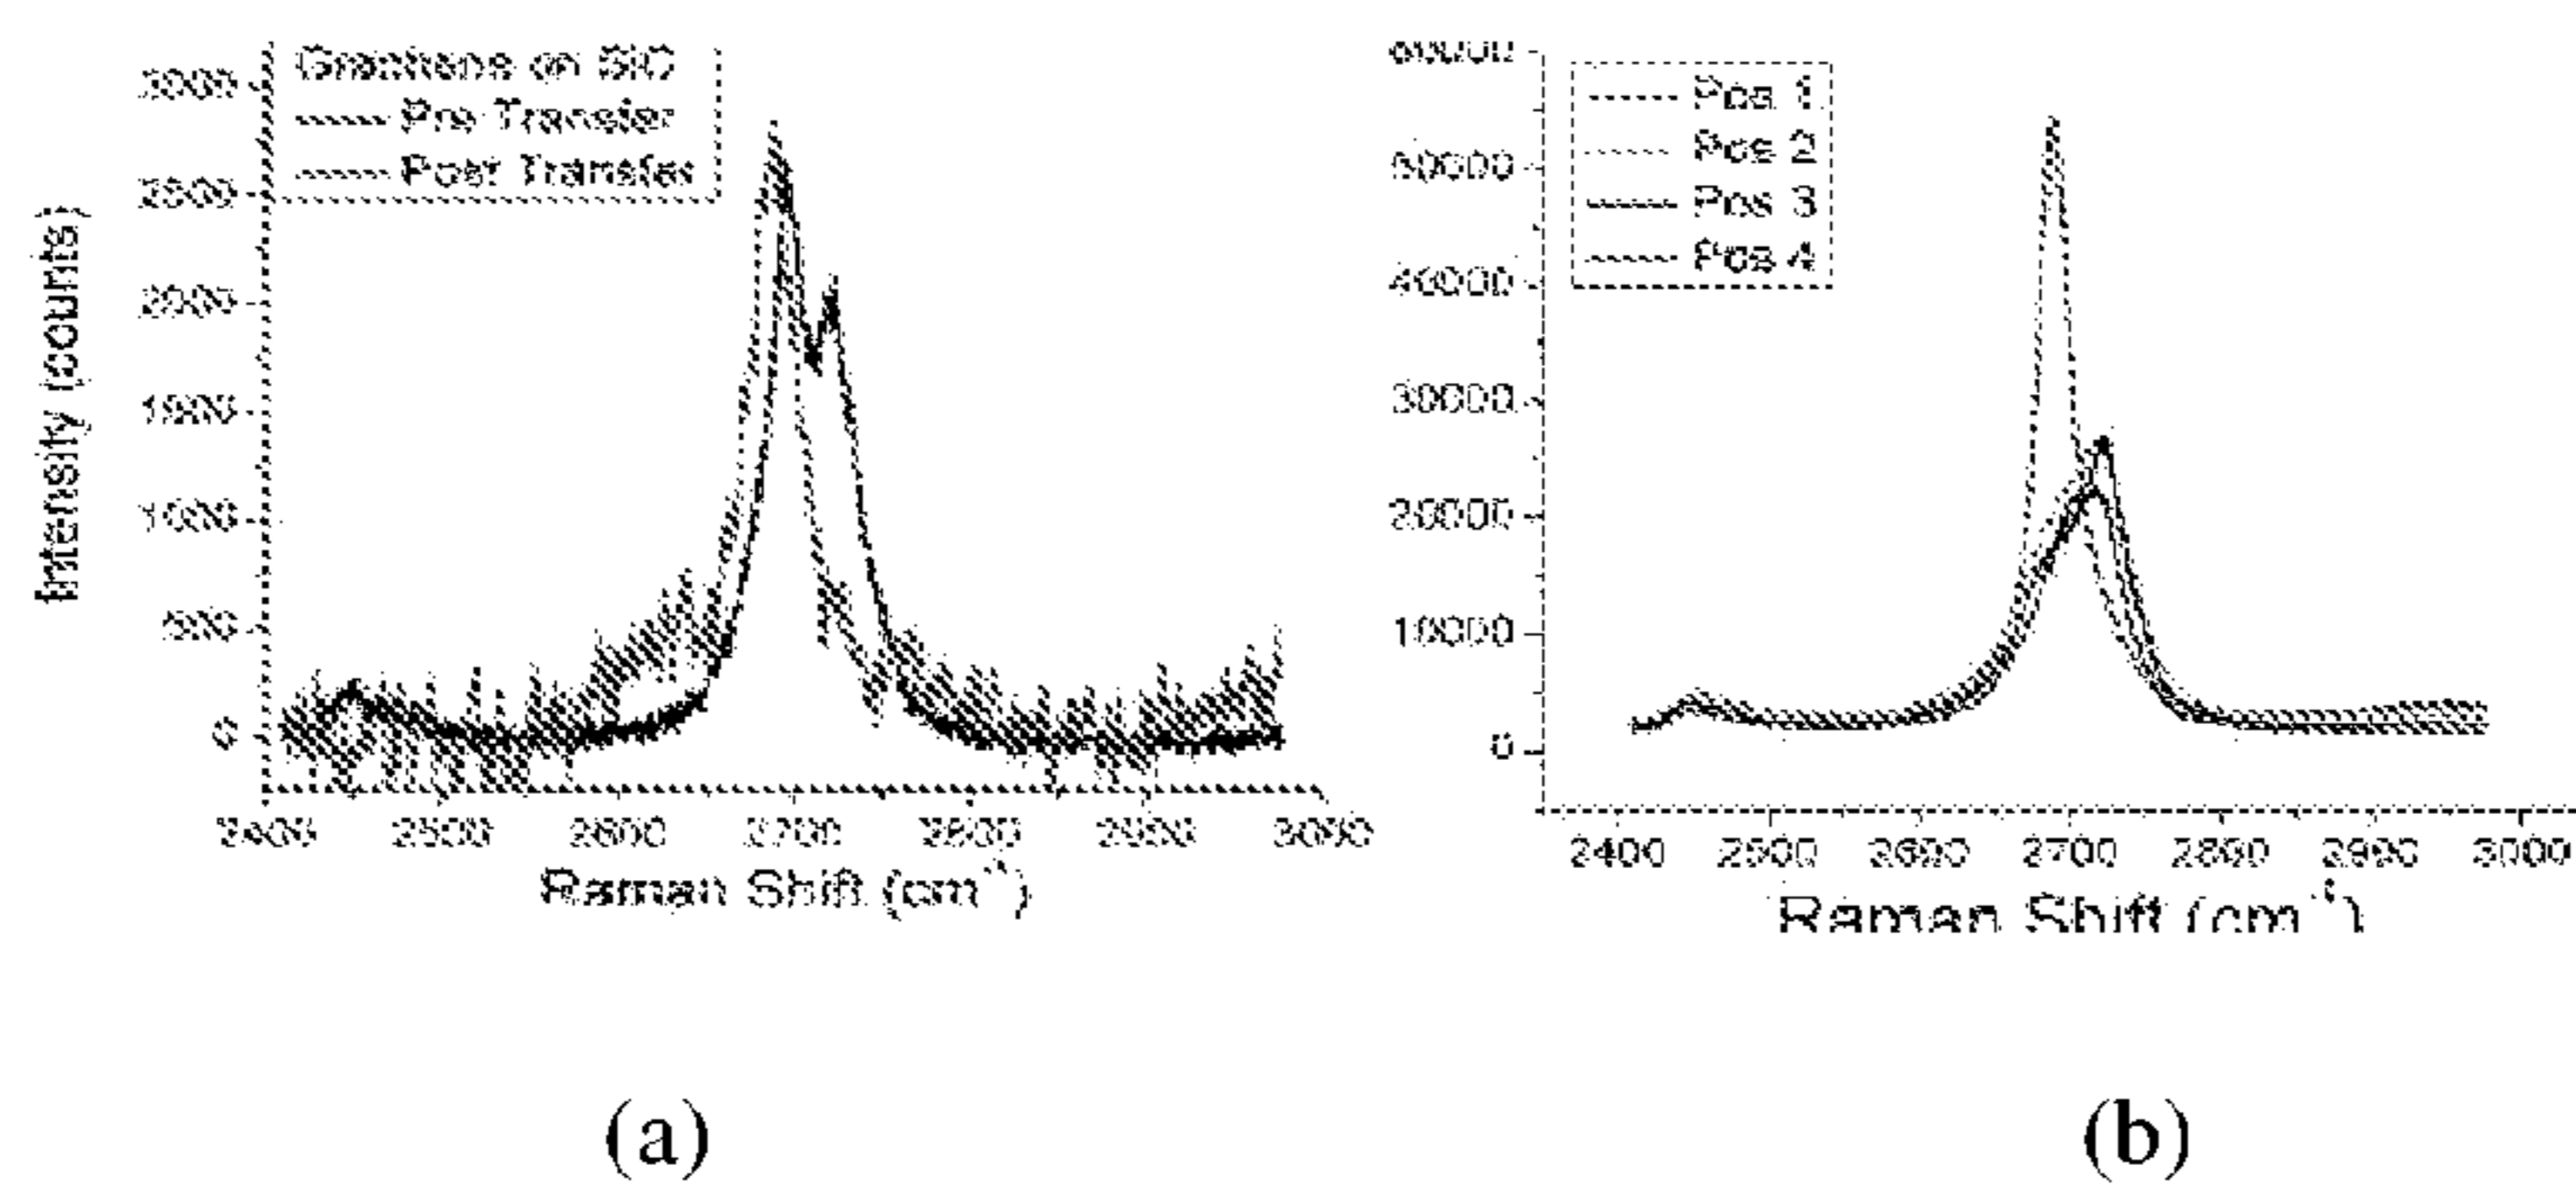 Graphene on SiC
Pre Transfer
Post Transfer
3000
2500
2000
1500
1000
500
0
Intensity (counts)
2400 2500 2600 2700 2800 2900 3000
Raman Shift (cm⁻¹)
(a)
Pos 1
Pos 2
Pos 3
Pos 4
60000
50000
40000
30000
20000
10000
0
2400 2500 2600 2700 2800 2900 3000
Raman Shift (cm⁻¹)
(b)